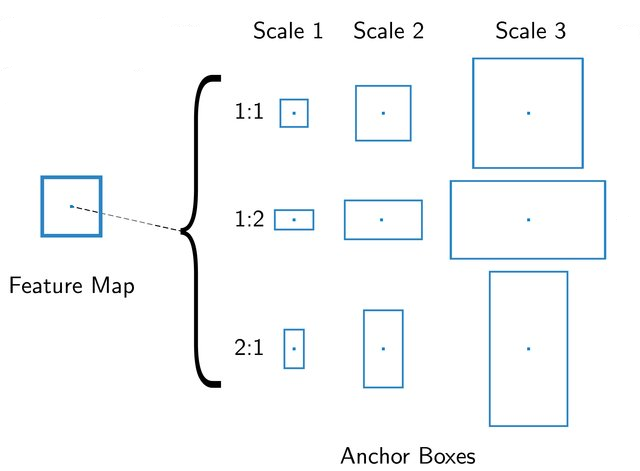 Scale 1 Scale 2 Scale 3
1:1
1:2
Feature Map
2:1
Anchor Boxes